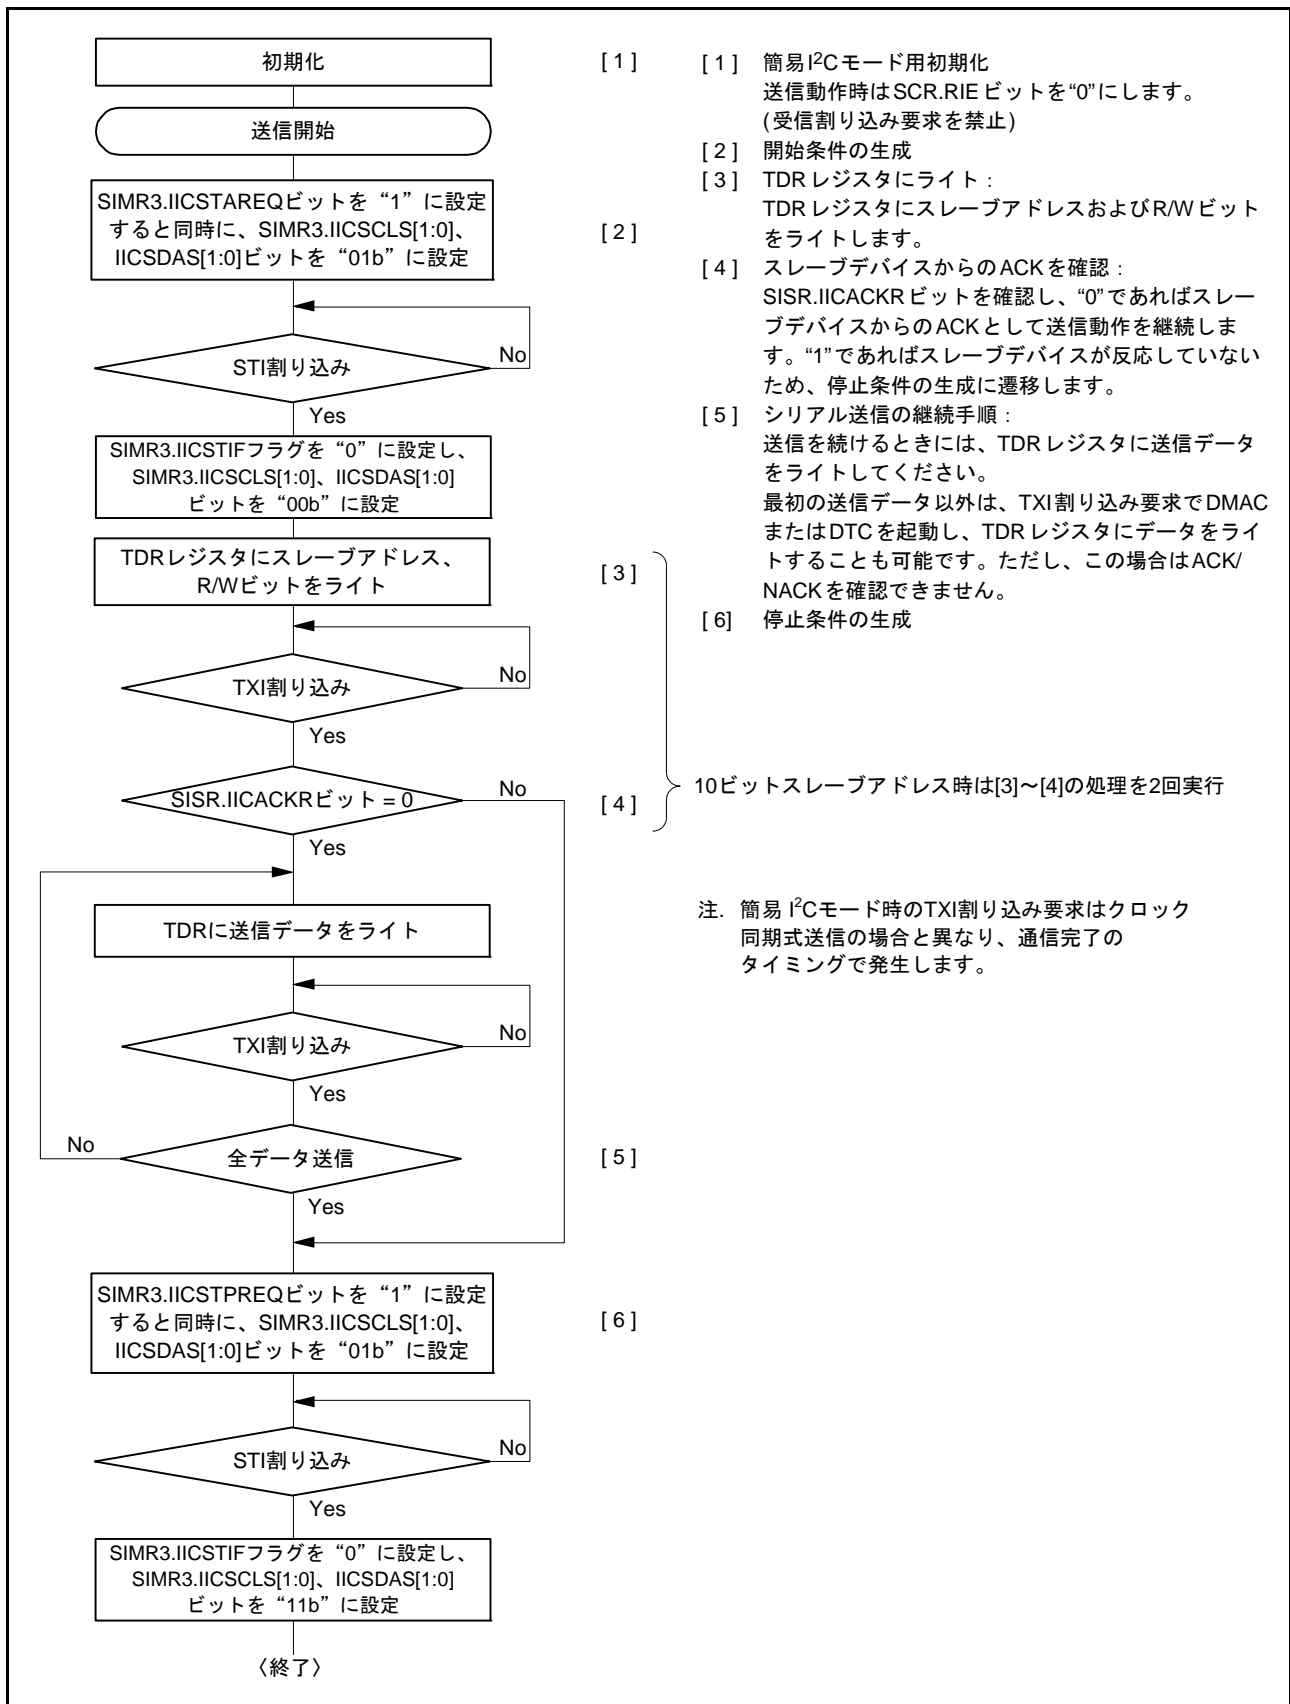 初期化
[ 1 ]
送信開始
SIMR3.IICSTAREQビットを“1”に設定
すると同時に、SIMR3.IICSCLS[1:0]、
IICSDAS[1:0]ビットを“01b”に設定
[ 2 ]
STI割り込み
No
Yes
SIMR3.IICSTIFフラグを“0”に設定し、
SIMR3.IICSCLS[1:0]、IICSDAS[1:0]
ビットを“00b”に設定
TDRレジスタにスレーブアドレス、
R/Wビットをライト
[ 3 ]
TXI割り込み
No
Yes
SISR.IICACKRビット = 0
No
[ 4 ]
Yes
10ビットスレーブアドレス時は[3]～[4]の処理を2回実行
TDRに送信データをライト
TXI割り込み
No
Yes
全データ送信
No
[ 5 ]
Yes
SIMR3.IICSTPREQビットを“1”に設定
すると同時に、SIMR3.IICSCLS[1:0]、
IICSDAS[1:0]ビットを“01b”に設定
[ 6 ]
STI割り込み
No
Yes
SIMR3.IICSTIFフラグを“0”に設定し、
SIMR3.IICSCLS[1:0]、IICSDAS[1:0]
ビットを“11b”に設定
〈終了〉
[ 1 ] 簡易I2Cモード用初期化
送信動作時はSCR.RIEビットを“0”にします。
(受信割り込み要求を禁止)
[ 2 ] 開始条件の生成
[ 3 ] TDRレジスタにライト：
TDRレジスタにスレーブアドレスおよびR/Wビット
をライトします。
[ 4 ] スレーブデバイスからのACKを確認：
SISR.IICACKRビットを確認し、“0”であればスレー
ブデバイスからのACKとして送信動作を継続しま
す。“1”であればスレーブデバイスが反応していない
ため、停止条件の生成に遷移します。
[ 5 ] シリアル送信の継続手順：
送信を続けるときには、TDRレジスタに送信データ
をライトしてください。
最初の送信データ以外は、TXI割り込み要求でDMAC
またはDTCを起動し、TDRレジスタにデータをライ
トすることも可能です。ただし、この場合はACK/
NACKを確認できません。
[ 6] 停止条件の生成
注. 簡易 I2Cモード時のTXI割り込み要求はクロック
同期式送信の場合と異なり、通信完了の
タイミングで発生します。